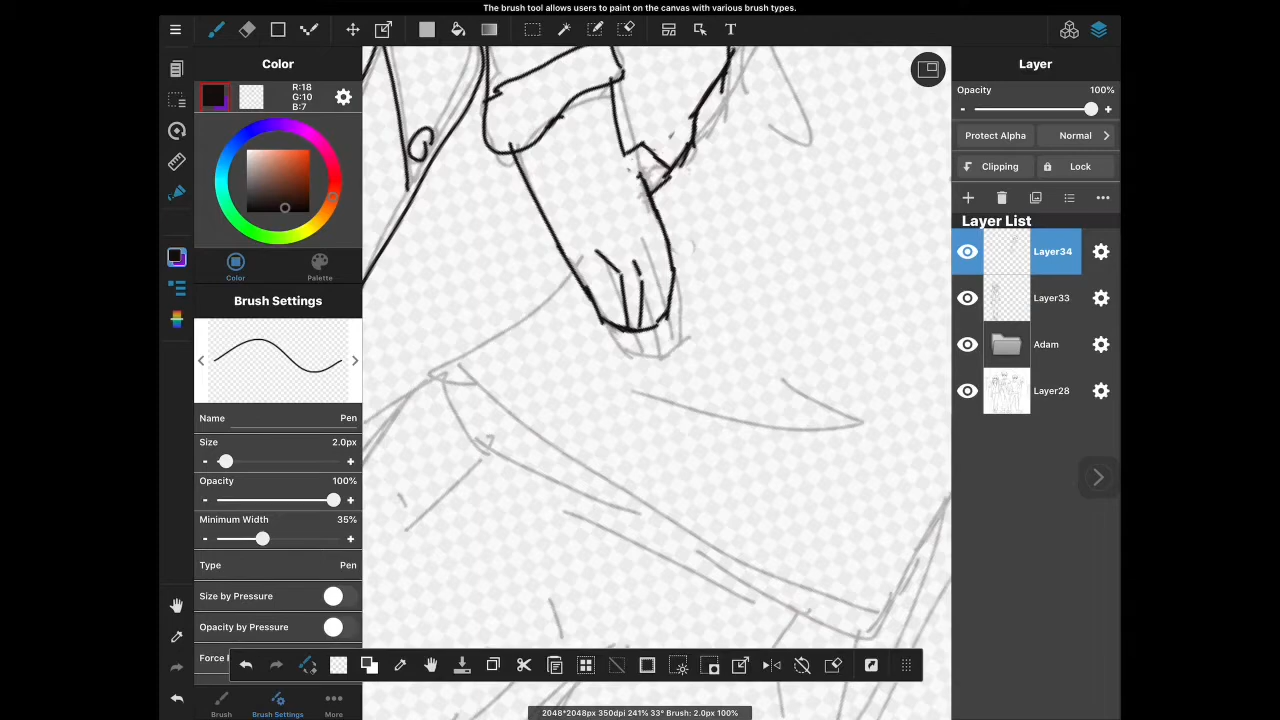 The brush tool allows users to paint on the canvas with various brush types.
T
Color
R:18
G:10
B:7
Color
Palette
Brush Settings
Name Pen
Size 2.0px
- +
Opacity 100%
- +
Minimum Width 35%
- +
Type Pen
Size by Pressure
Opacity by Pressure
Force
Brush
Brush Settings
More
Layer
Opacity 100%
- +
Protect Alpha Normal
Clipping Lock
Layer List
Layer34
Layer33
Adam
Layer28
2048*2048px 350dpi 241% 33° Brush: 2.0px 100%